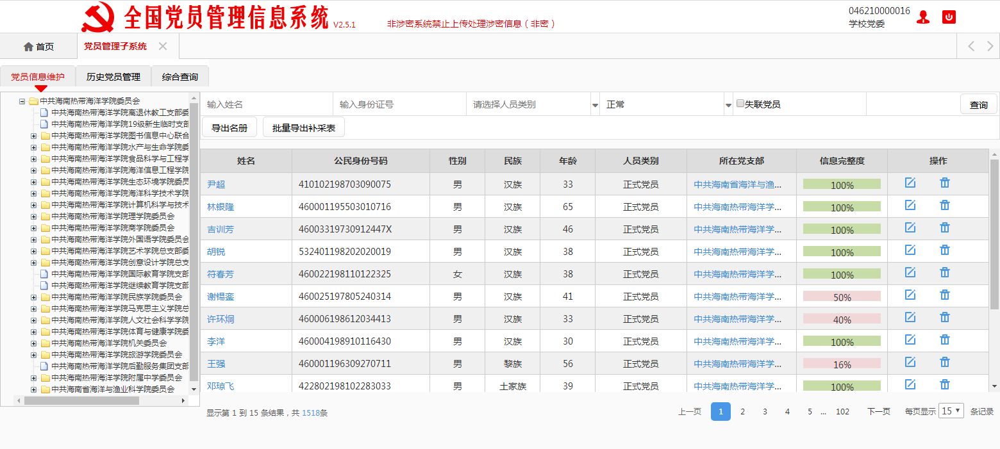 全国党员管理信息系统 V2.5.1 非涉密系统禁止上传处理涉密信息（非密） 046210000016
学校党委
首页 党员管理子系统
党员信息维护 历史党员管理 综合查询
中共海南热带海洋学院委员会
中共海南热带海洋学院离退休教工支部委
中共海南热带海洋学院19级新生临时支部
中共海南热带海洋学院图书信息中心联合
中共海南热带海洋学院水产与生命学院委
中共海南热带海洋学院食品科学与工程学
中共海南热带海洋学院海洋信息工程学院
中共海南热带海洋学院生态环境学院委员
中共海南热带海洋学院海洋科学技术学院
中共海南热带海洋学院计算机科学与技术
中共海南热带海洋学院理学院委员会
中共海南热带海洋学院商学院委员会
中共海南热带海洋学院外国语学院委员会
中共海南热带海洋学院艺术学院总支部委
中共海南热带海洋学院创意设计学院总支
中共海南热带海洋学院国际教育学院支部
中共海南热带海洋学院继续教育学院支部
中共海南热带海洋学院民族学院委员会
中共海南热带海洋学院马克思主义学院总
中共海南热带海洋学院人文社会科学学院
中共海南热带海洋学院体育与健康学院委
中共海南热带海洋学院机关委员会
中共海南热带海洋学院旅游学院委员会
中共海南热带海洋学院后勤服务集团支部
中共海南热带海洋学院附属中学委员会
中共海南省海洋与渔业科学院委员会
输入姓名 输入身份证号 请选择人员类别 正常 失联党员 查询
导出名册 批量导出补采表
姓名 公民身份号码 性别 民族 年龄 人员类别 所在党支部 信息完整度 操作
尹超 410102198703090075 男 汉族 33 正式党员 中共海南省海洋与渔... 100%
林银隆 460001195503010716 男 汉族 65 正式党员 中共海南热带海洋学... 100%
吉训芳 46003319730912447X 男 汉族 46 正式党员 中共海南热带海洋学... 100%
胡锐 532401198202020019 男 汉族 38 正式党员 中共海南热带海洋学... 100%
符春芳 460022198110122325 女 汉族 38 正式党员 中共海南热带海洋学... 100%
谢锡銮 460025197805240314 男 汉族 41 正式党员 中共海南热带海洋学... 50%
许环炯 460006198612034413 男 汉族 33 正式党员 中共海南热带海洋学... 40%
李洋 460004198910116430 男 汉族 30 正式党员 中共海南热带海洋学... 100%
王强 460001196309270711 男 黎族 56 正式党员 中共海南热带海洋学... 16%
邓琼飞 422802198102283033 男 土家族 39 正式党员 中共海南热带海洋学... 100%
显示第 1 到 15 条结果，共 1518条 上一页 1 2 3 4 5 ... 102 下一页 每页显示 15 条记录